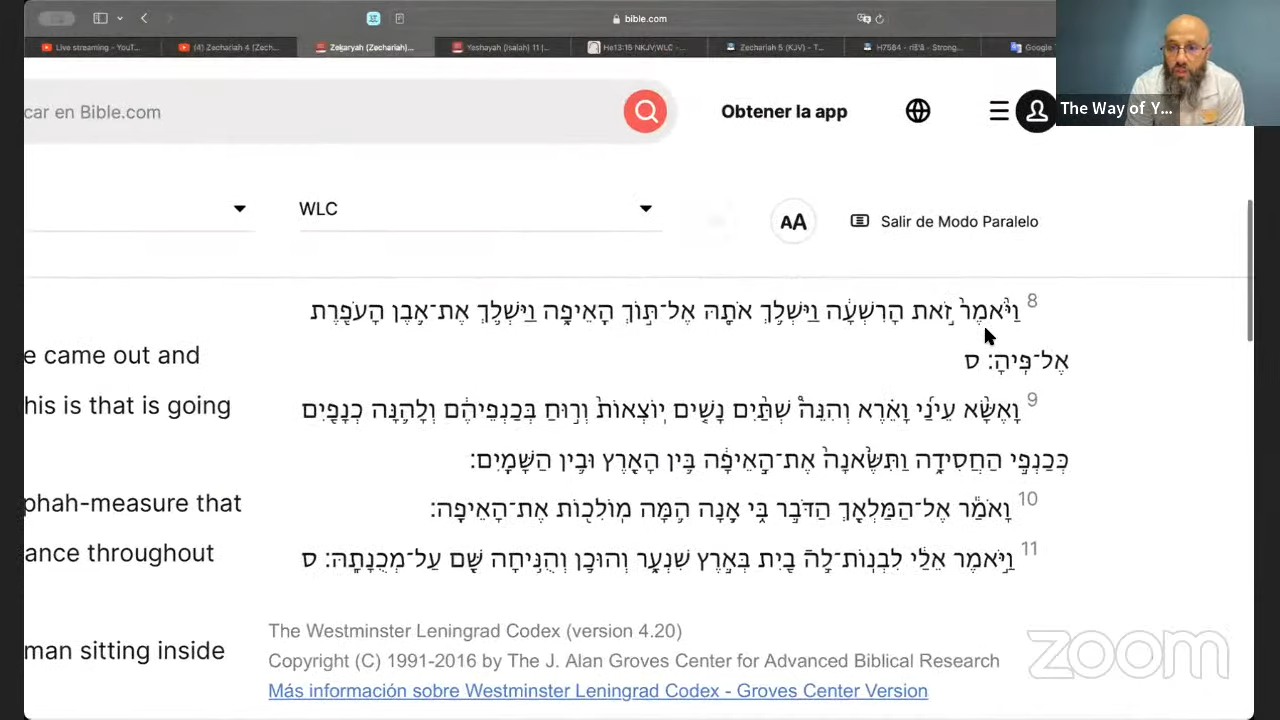 bible.com
Live streaming - YouT...
(4) Zechariah 4 (Zech...
Zeḵaryah (Zechariah)...
Yeshayah (Isaiah) 11 |...
He13:15 NKJV;WLC -...
Zechariah 5 (KJV) - T...
H7584 - riš'â - Strong...
Google
The Way of Y...
car en Bible.com
Obtener la app
WLC
AA
Salir de Modo Paralelo
8 וַיֹּ֙אמֶר֙ זֹ֣את הָרִשְׁעָ֔ה וַיַּשְׁלֵ֥ךְ אֹתָ֖הּ אֶל־תּ֣וֹךְ הָֽאֵיפָ֑ה וַיַּשְׁלֵ֛ךְ אֶת־אֶ֥בֶן הָעֹפֶ֖רֶת
אֶל־פִּֽיהָ׃ ס
e came out and
his is that is going
9 וָאֶשָּׂ֨א עֵינַ֜י וָאֵ֗רֶא וְהִנֵּה֩ שְׁתַּ֨יִם נָשִׁ֤ים יֽוֹצְאוֹת֙ וְר֣וּחַ בְּכַנְפֵיהֶ֔ם וְלָהֵ֥נָּה כְנָפַ֖יִם
כְּכַנְפֵ֣י הַחֲסִידָ֑ה וַתִּשֶּׂ֙אנָה֙ אֶת־הָ֣אֵיפָ֔ה בֵּ֥ין הָאָ֖רֶץ וּבֵ֥ין הַשָּׁמָֽיִם׃
phah-measure that
10 וָאֹמַ֕ר אֶל־הַמַּלְאָ֖ךְ הַדֹּבֵ֣ר בִּ֑י אָ֛נָה הֵ֥מָּה מֽוֹלִכ֖וֹת אֶת־הָאֵיפָֽה׃
ance throughout
11 וַיֹּ֣אמֶר אֵלַ֔י לִבְנֽוֹת־לָ֥הֿ בַ֖יִת בְּאֶ֣רֶץ שִׁנְעָ֑ר וְהוּכַ֛ן וְהֻנִּ֥יחָה שָּׁ֖ם עַל־מְכֻנָתָֽהּ׃ ס
man sitting inside
The Westminster Leningrad Codex (version 4.20)
Copyright (C) 1991-2016 by The J. Alan Groves Center for Advanced Biblical Research
Más información sobre Westminster Leningrad Codex - Groves Center Version
zoom